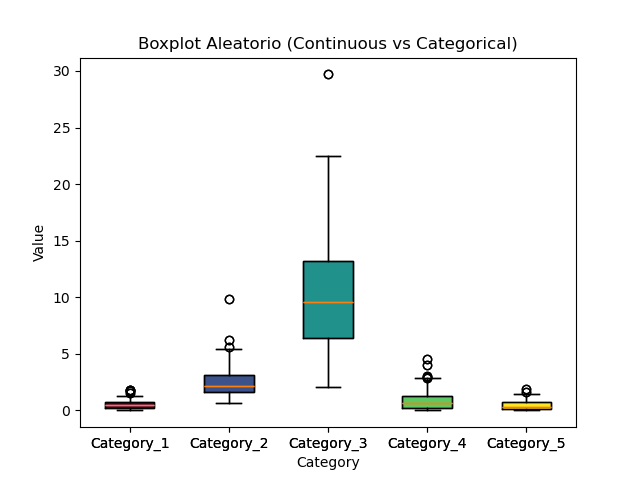 Boxplot Aleatorio (Continuous vs Categorical)
30
25
20
15
10
5
0
Value
Category_1 Category_2 Category_3 Category_4 Category_5
Category